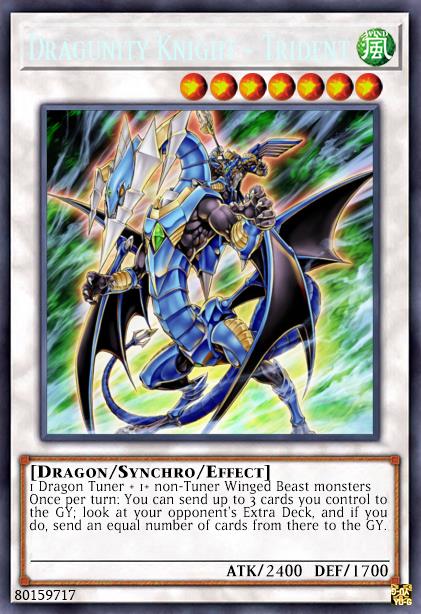 Dragunity Knight - Trident
WIND
風
[Dragon/Synchro/Effect]
1 Dragon Tuner + 1+ non-Tuner Winged Beast monsters
Once per turn: You can send up to 3 cards you control to
the GY; look at your opponent's Extra Deck, and if you
do, send an equal number of cards from there to the GY.
ATK/2400 DEF/1700
80159717